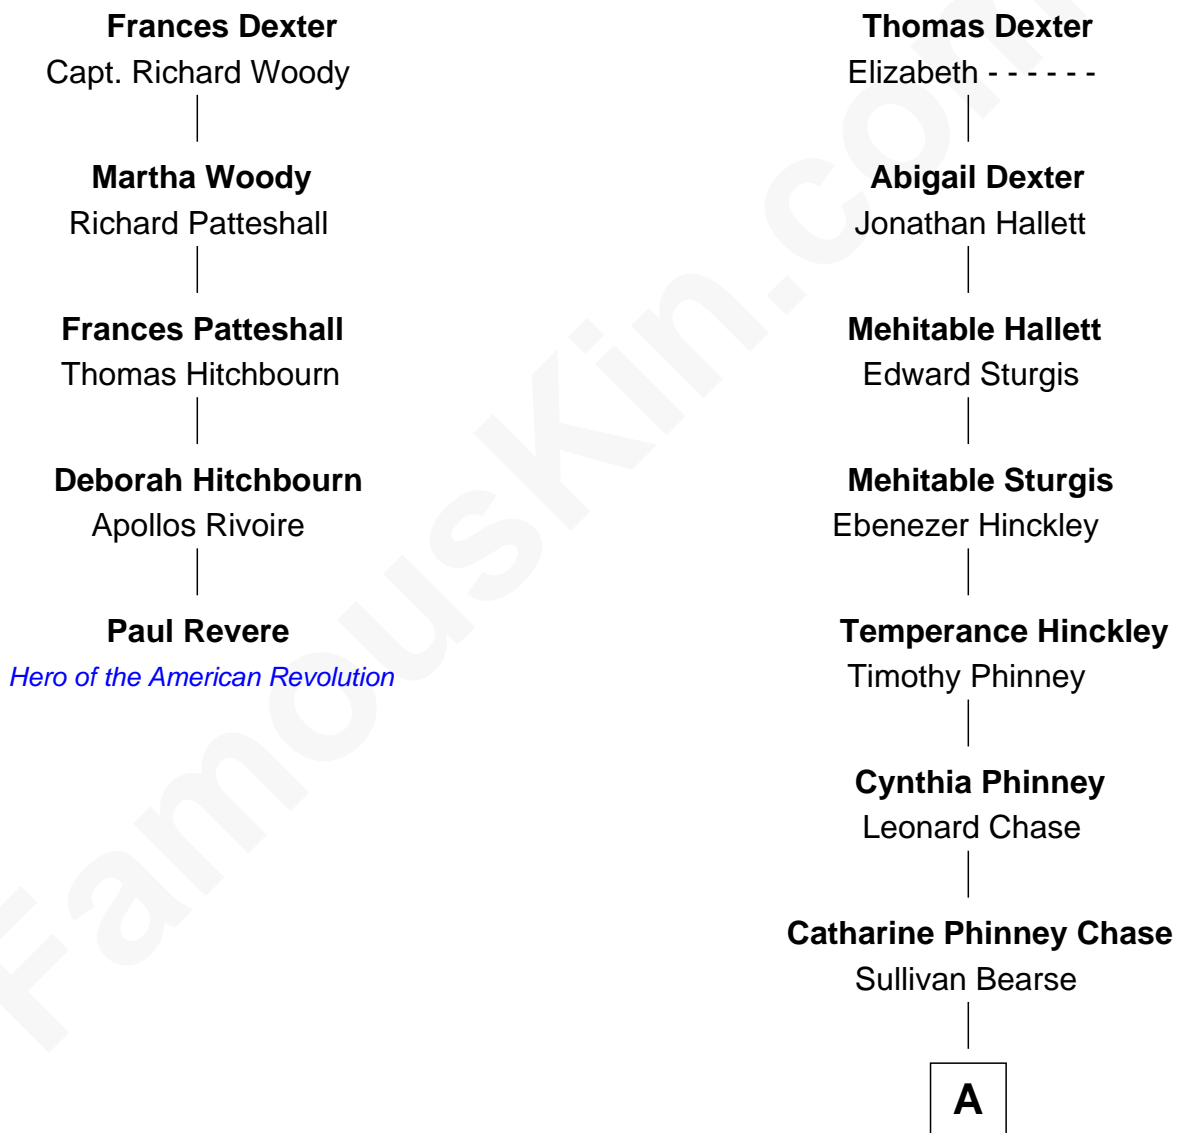 Frances Dexter
Capt. Richard Woody
Martha Woody
Richard Patteshall
Frances Patteshall
Thomas Hitchbourn
Deborah Hitchbourn
Apollos Rivoire
Paul Revere
Hero of the American Revolution
Thomas Dexter
Elizabeth - - - - - -
Abigail Dexter
Jonathan Hallett
Mehitable Hallett
Edward Sturgis
Mehitable Sturgis
Ebenezer Hinckley
Temperance Hinckley
Timothy Phinney
Cynthia Phinney
Leonard Chase
Catharine Phinney Chase
Sullivan Bearse
A
FamousKin.com